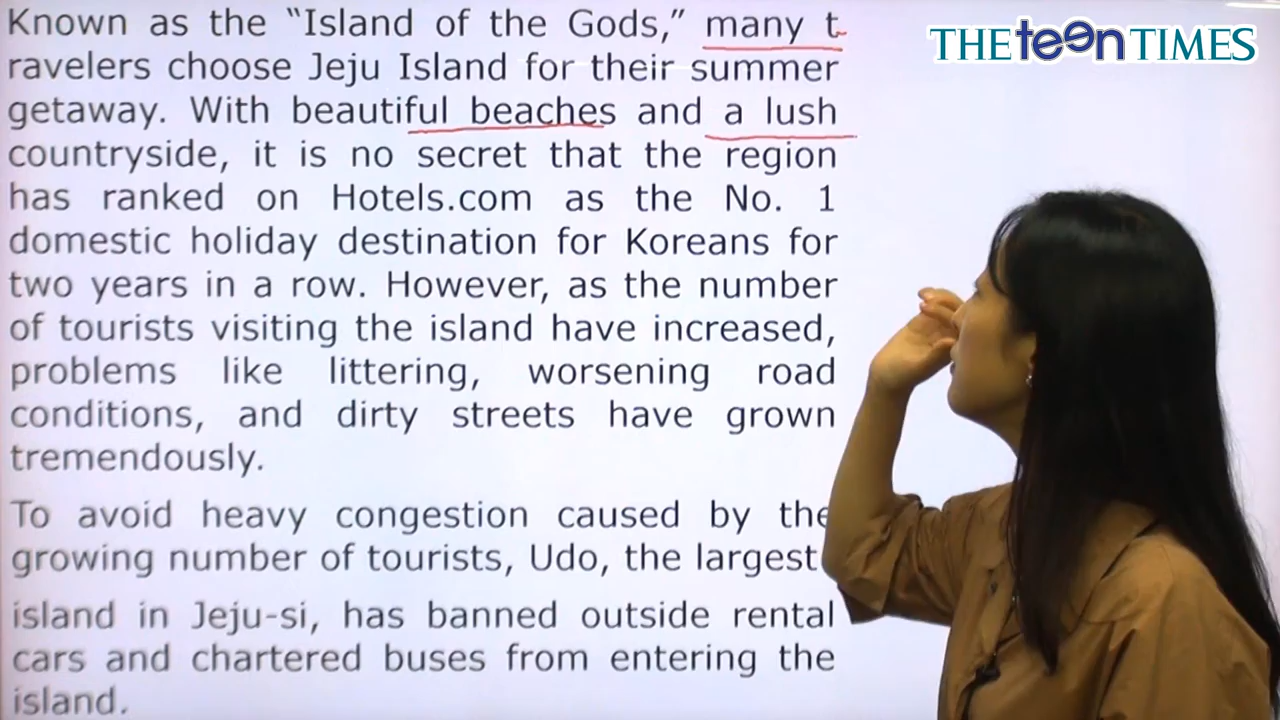 Known as the “Island of the Gods,” many t
ravelers choose Jeju Island for their summer
getaway. With beautiful beaches and a lush
countryside, it is no secret that the region
has ranked on Hotels.com as the No. 1
domestic holiday destination for Koreans for
two years in a row. However, as the number
of tourists visiting the island have increased,
problems like littering, worsening road
conditions, and dirty streets have grown
tremendously.
To avoid heavy congestion caused by the
growing number of tourists, Udo, the largest
island in Jeju-si, has banned outside rental
cars and chartered buses from entering the
island.
THE teen TIMES